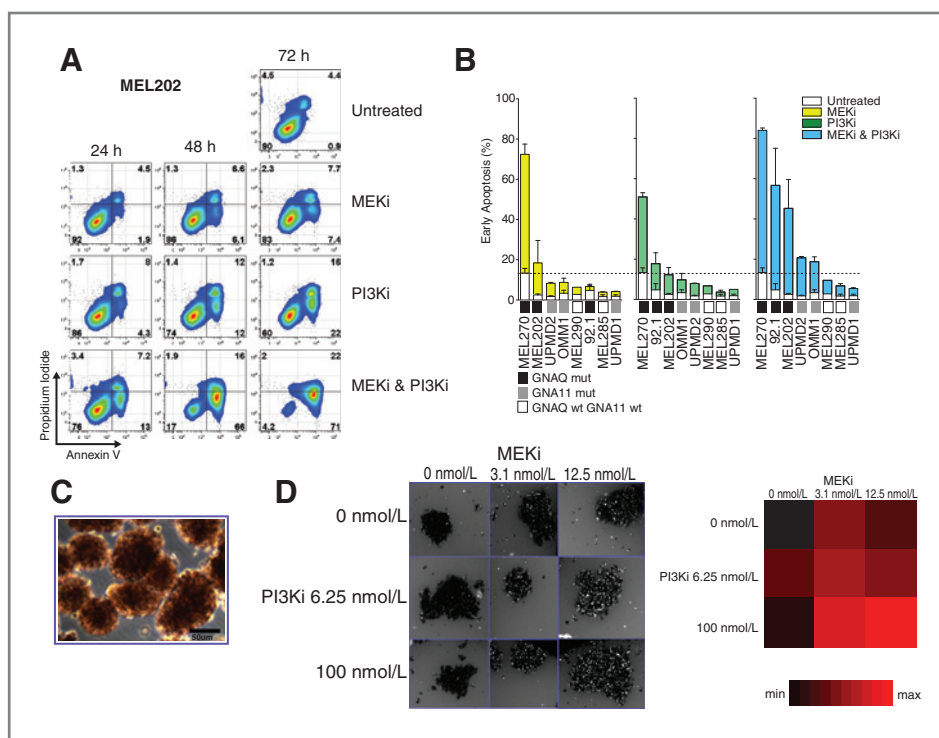 A
B
MEL202
72 h
4.5 4.4
90 0.9
Untreated
24 h
48 h
1.3 4.5
92 1.9
1.3 6.6
86 6.1
2.3 7.7
83 7.4
MEKi
1.7 8
86 4.3
1.4 12
74 12
1.2 16
60 22
PI3Ki
3.4 7.2
76 13
1.9 16
17 66
2 22
4.2 71
MEKi & PI3Ki
Propidium Iodide
Annexin V
Early Apoptosis (%)
100
80
60
40
20
0
Untreated
MEKi
PI3Ki
MEKi & PI3Ki
MEL270
MEL202
UPMD2
OMM1
MEL290
92.1
MEL285
UPMD1
MEL270
92.1
MEL202
OMM1
UPMD2
MEL290
MEL285
UPMD1
MEL270
92.1
MEL202
UPMD2
OMM1
MEL290
MEL285
UPMD1
GNAQ mut
GNA11 mut
GNAQ wt GNA11 wt
C
50um
D
MEKi
0 nmol/L 3.1 nmol/L 12.5 nmol/L
0 nmol/L
PI3Ki 6.25 nmol/L
100 nmol/L
MEKi
0 nmol/L 3.1 nmol/L 12.5 nmol/L
0 nmol/L
PI3Ki 6.25 nmol/L
100 nmol/L
min max